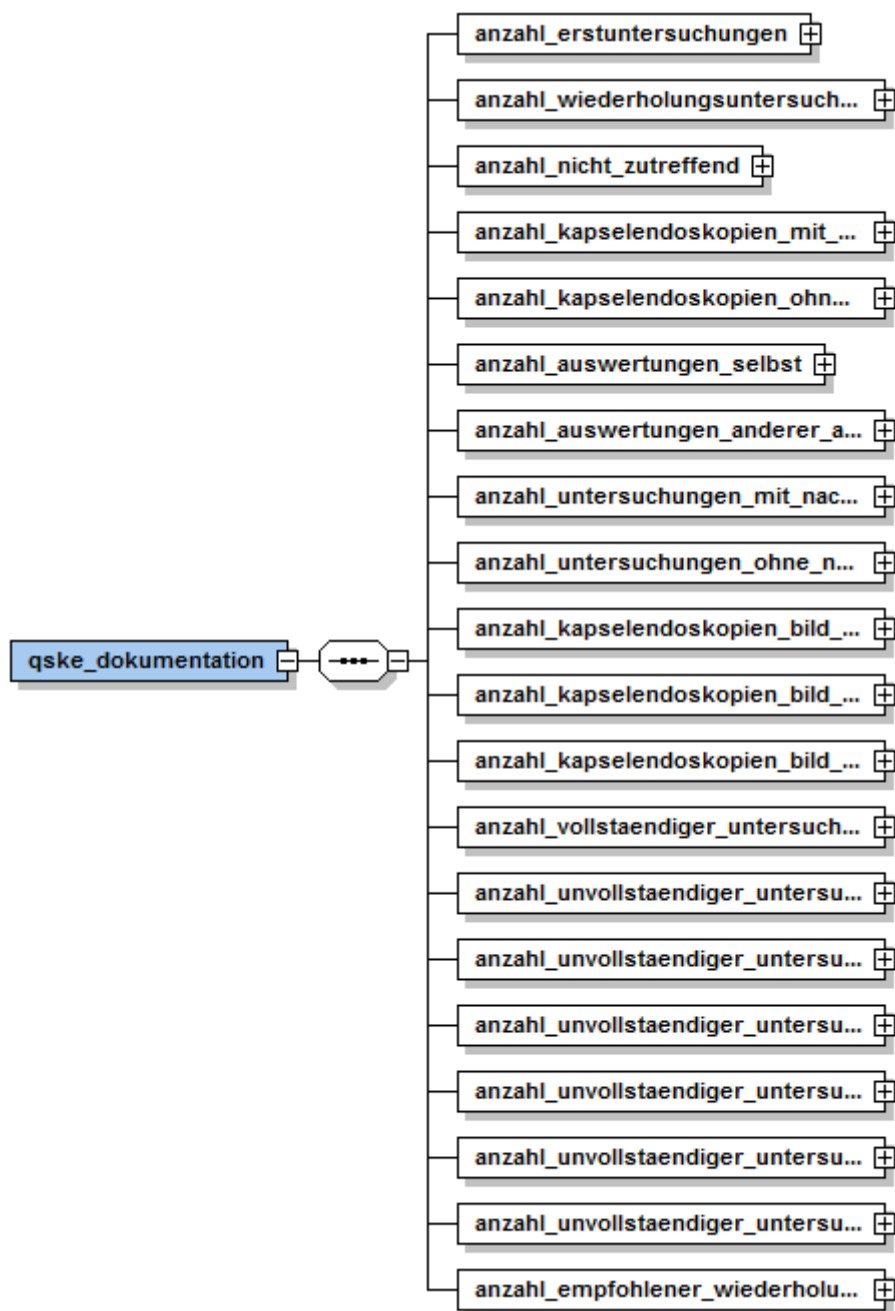 anzahl_erstuntersuchungen
anzahl_wiederholungsuntersuch...
anzahl_nicht_zutreffend
anzahl_kapselendoskopien_mit_...
anzahl_kapselendoskopien_ohn...
anzahl_auswertungen_selbst
anzahl_auswertungen_anderer_a...
anzahl_untersuchungen_mit_nac...
anzahl_untersuchungen_ohne_n...
anzahl_kapselendoskopien_bild_...
qske_dokumentation
anzahl_kapselendoskopien_bild_...
anzahl_kapselendoskopien_bild_...
anzahl_vollstaendiger_untersuch...
anzahl_unvollstaendiger_untersu...
anzahl_unvollstaendiger_untersu...
anzahl_unvollstaendiger_untersu...
anzahl_unvollstaendiger_untersu...
anzahl_unvollstaendiger_untersu...
anzahl_unvollstaendiger_untersu...
anzahl_empfohlener_wiederholu...